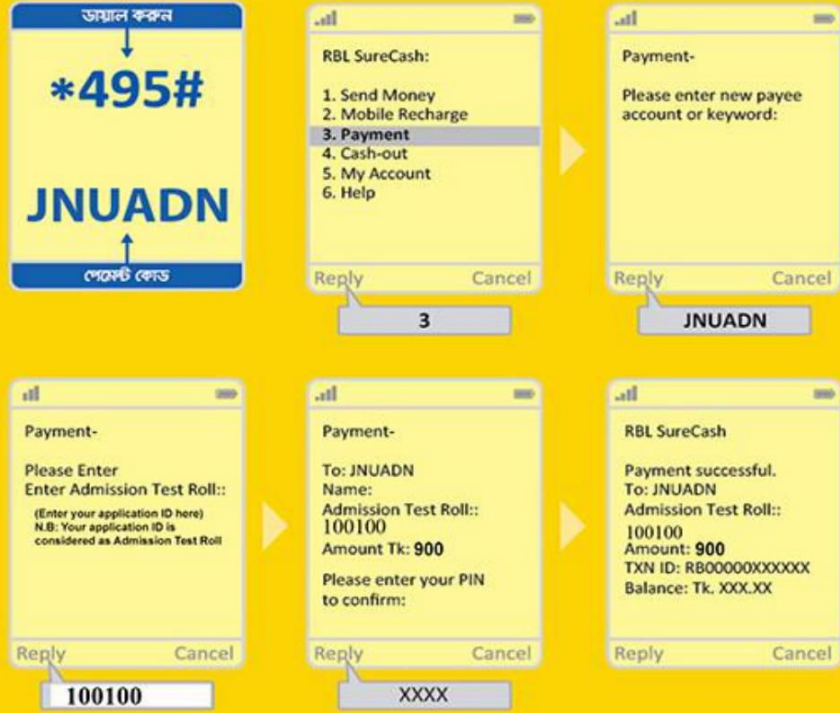 ডায়াল করুন
*495#
JNUADN
পেমেন্ট কোড
RBL SureCash:
1. Send Money
2. Mobile Recharge
3. Payment
4. Cash-out
5. My Account
6. Help
Reply Cancel
3
Payment-
Please enter new payee
account or keyword:
Reply Cancel
JNUADN
Payment-
Please Enter
Enter Admission Test Roll::
(Enter your application ID here)
N.B: Your application ID is
considered as Admission Test Roll
Reply Cancel
100100
Payment-
To: JNUADN
Name:
Admission Test Roll::
100100
Amount Tk: 900
Please enter your PIN
to confirm:
Reply Cancel
XXXX
RBL SureCash
Payment successful.
To: JNUADN
Admission Test Roll::
100100
Amount: 900
TXN ID: RB00000XXXXXX
Balance: Tk. XXX.XX
Reply Cancel